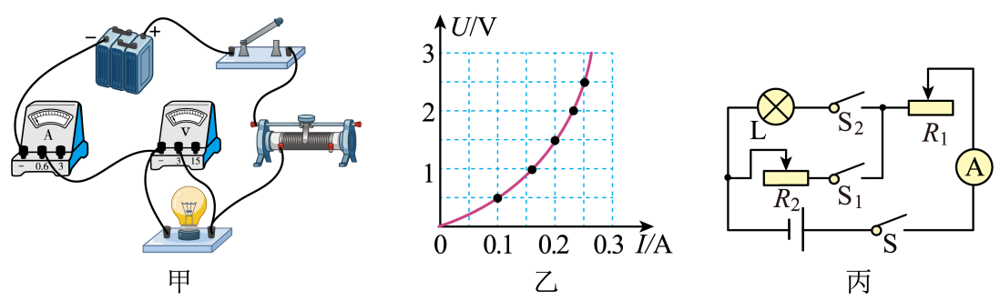 − +
A
− 0.6 3
V
− 3 15
甲
U/V
3
2
1
0 0.1 0.2 0.3 I/A
乙
L S₂ R₁
R₂ S₁ A
S
丙